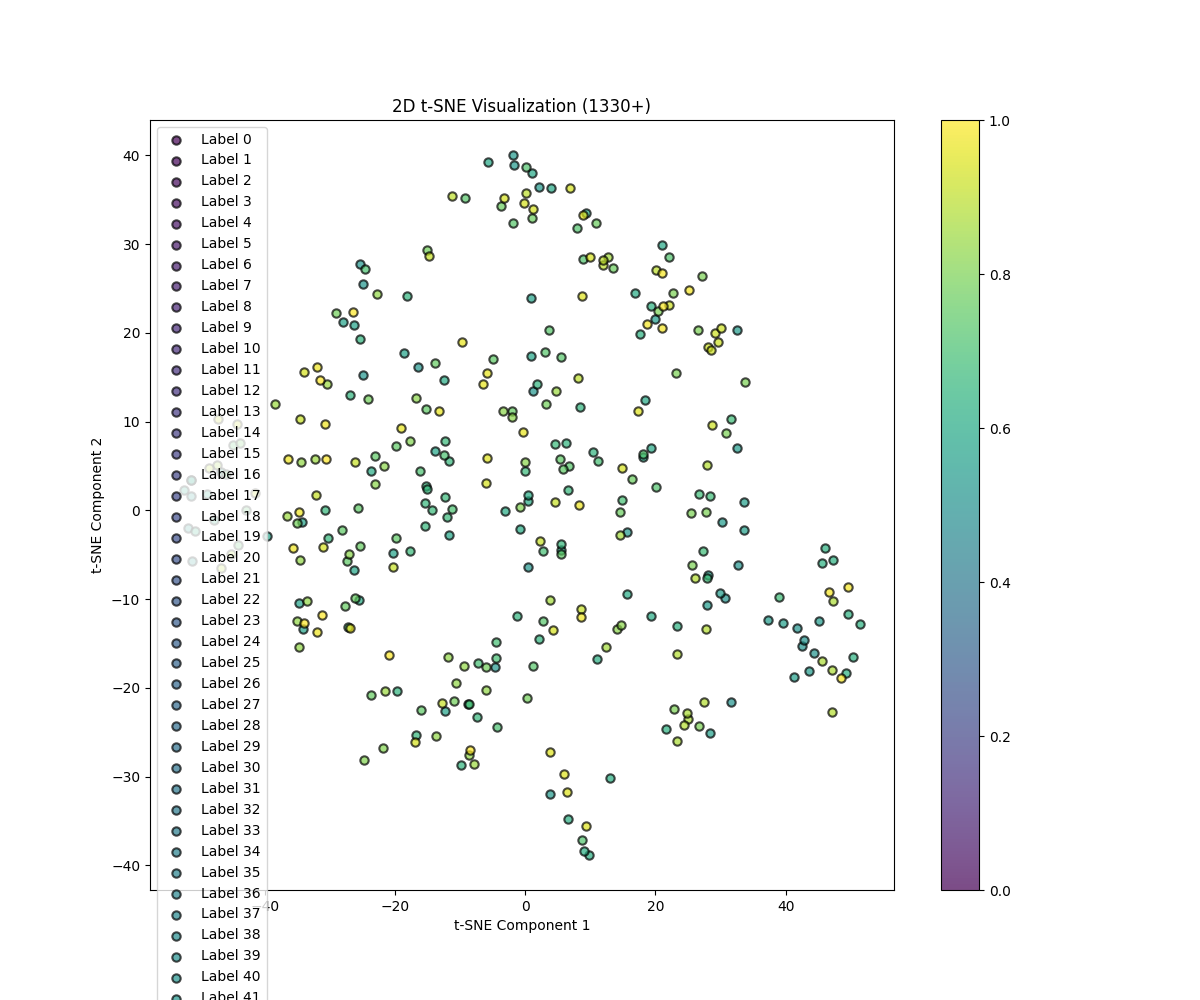 2D t-SNE Visualization (1330+)
t-SNE Component 2
40
30
20
10
0
−10
−20
−30
−40
Label 0
Label 1
Label 2
Label 3
Label 4
Label 5
Label 6
Label 7
Label 8
Label 9
Label 10
Label 11
Label 12
Label 13
Label 14
Label 15
Label 16
Label 17
Label 18
Label 19
Label 20
Label 21
Label 22
Label 23
Label 24
Label 25
Label 26
Label 27
Label 28
Label 29
Label 30
Label 31
Label 32
Label 33
Label 34
Label 35
Label 36
Label 37
Label 38
Label 39
Label 40
Label 41
−40 −20 0 20 40
t-SNE Component 1
1.0
0.8
0.6
0.4
0.2
0.0